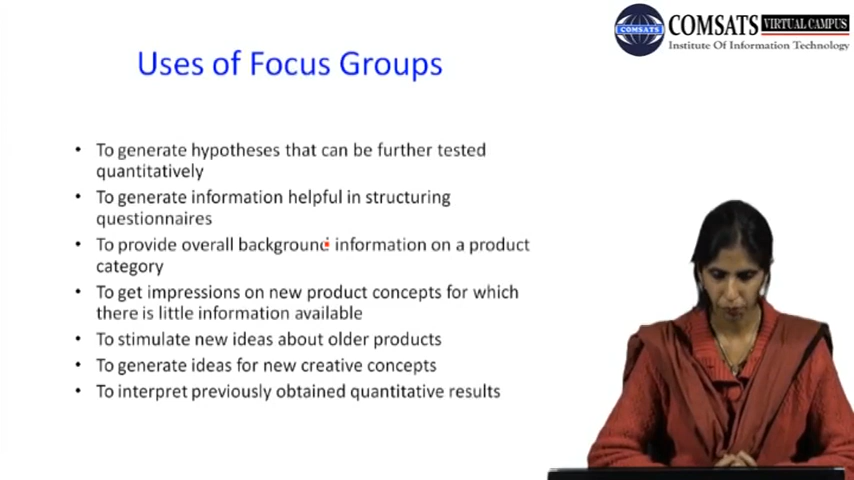 COMSATS VIRTUAL CAMPUS
COMSATS
Institute Of Information Technology
Uses of Focus Groups
• To generate hypotheses that can be further tested
quantitatively
• To generate information helpful in structuring
questionnaires
• To provide overall background information on a product
category
• To get impressions on new product concepts for which
there is little information available
• To stimulate new ideas about older products
• To generate ideas for new creative concepts
• To interpret previously obtained quantitative results